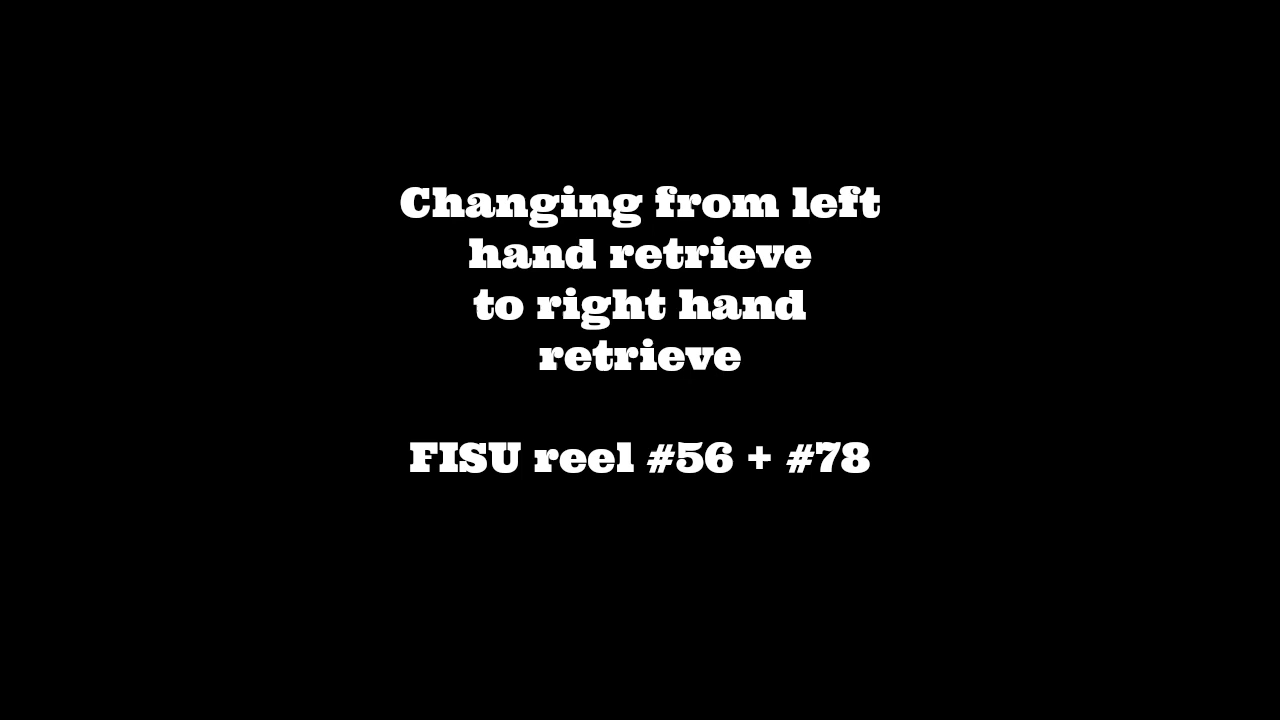 Changing from left
hand retrieve
to right hand
retrieve
FISU reel #56 + #78